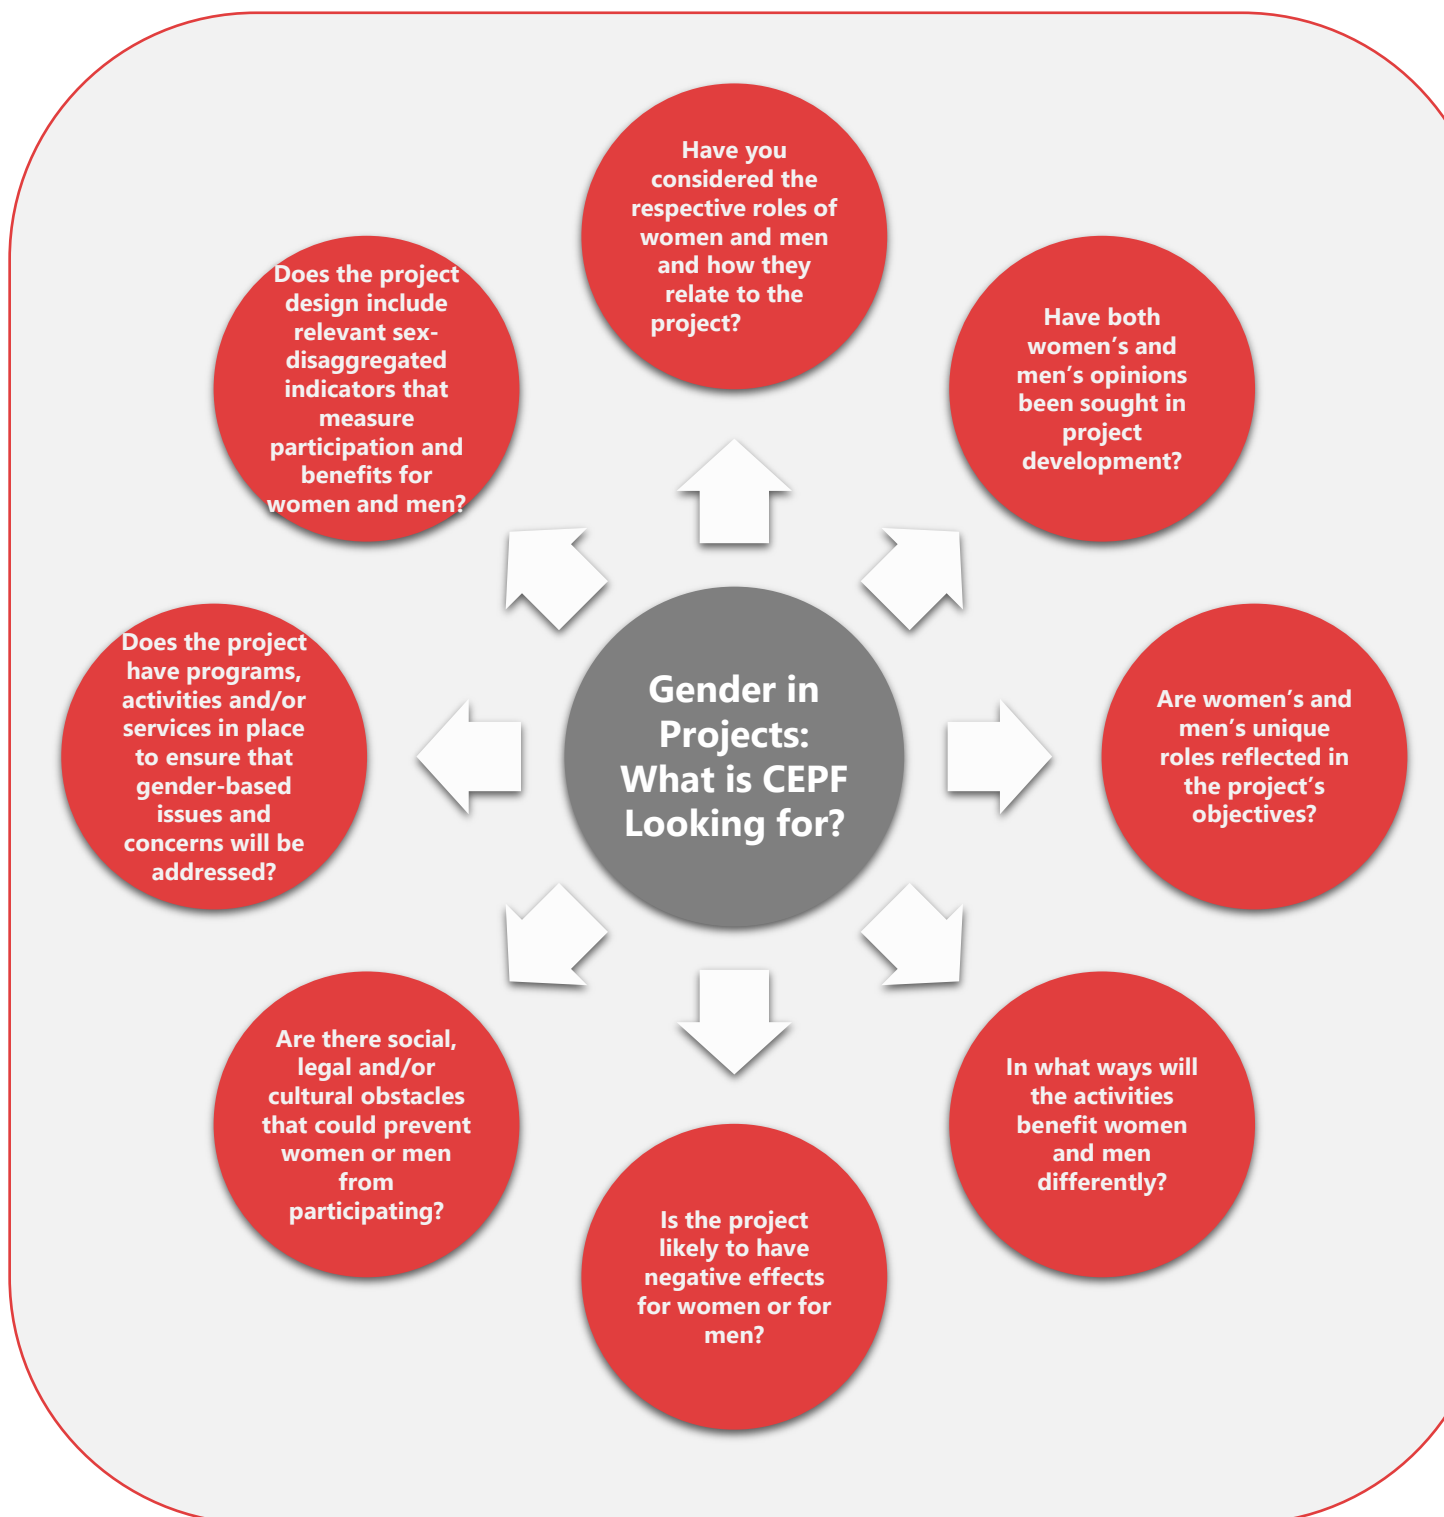 Have you
considered the
respective roles of
women and men
and how they
relate to the
project?
Have both
women’s and
men’s opinions
been sought in
project
development?
Are women’s and
men’s unique
roles reflected in
the project’s
objectives?
In what ways will
the activities
benefit women
and men
differently?
Is the project
likely to have
negative effects
for women or for
men?
Are there social,
legal and/or
cultural obstacles
that could prevent
women or men
from
participating?
Does the project
have programs,
activities and/or
services in place
to ensure that
gender-based
issues and
concerns will be
addressed?
Does the project
design include
relevant sex-
disaggregated
indicators that
measure
participation and
benefits for
women and men?
Gender in
Projects:
What is CEPF
Looking for?